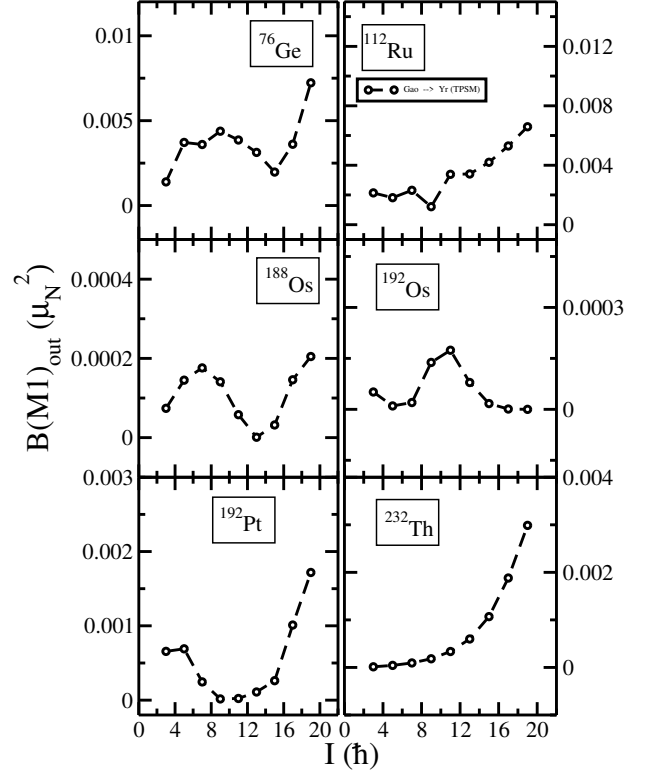 0.01
0.005
0
76Ge
112Ru
Gao --> Yr (TPSM)
0.012
0.008
0.004
0
0.0004
0.0002
0
188Os
192Os
0.0003
0
B(M1)out (μN2)
0.003
0.002
0.001
0
192Pt
232Th
0.004
0.002
0
0 4 8 12 16 20 0 4 8 12 16 20
I (ħ)